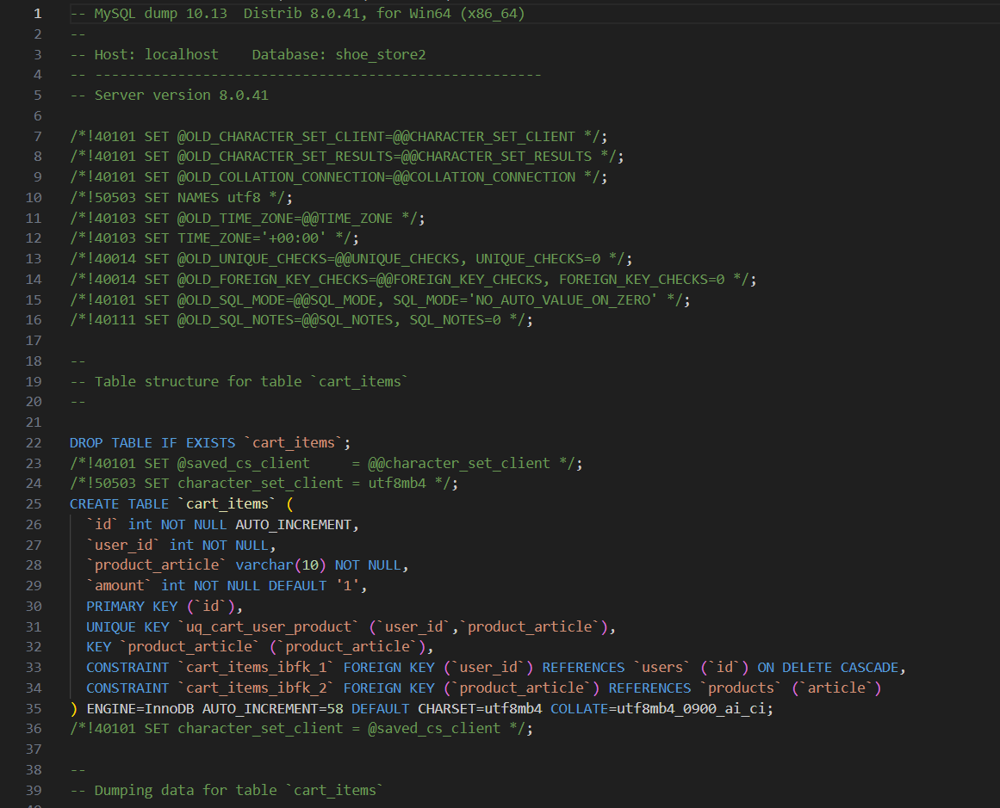 1 -- MySQL dump 10.13  Distrib 8.0.41, for Win64 (x86_64)
2 --
3 -- Host: localhost    Database: shoe_store2
4 -- ------------------------------------------------------
5 -- Server version 8.0.41
6
7 /*!40101 SET @OLD_CHARACTER_SET_CLIENT=@@CHARACTER_SET_CLIENT */;
8 /*!40101 SET @OLD_CHARACTER_SET_RESULTS=@@CHARACTER_SET_RESULTS */;
9 /*!40101 SET @OLD_COLLATION_CONNECTION=@@COLLATION_CONNECTION */;
10 /*!50503 SET NAMES utf8 */;
11 /*!40103 SET @OLD_TIME_ZONE=@@TIME_ZONE */;
12 /*!40103 SET TIME_ZONE='+00:00' */;
13 /*!40014 SET @OLD_UNIQUE_CHECKS=@@UNIQUE_CHECKS, UNIQUE_CHECKS=0 */;
14 /*!40014 SET @OLD_FOREIGN_KEY_CHECKS=@@FOREIGN_KEY_CHECKS, FOREIGN_KEY_CHECKS=0 */;
15 /*!40101 SET @OLD_SQL_MODE=@@SQL_MODE, SQL_MODE='NO_AUTO_VALUE_ON_ZERO' */;
16 /*!40111 SET @OLD_SQL_NOTES=@@SQL_NOTES, SQL_NOTES=0 */;
17
18 --
19 -- Table structure for table `cart_items`
20 --
21
22 DROP TABLE IF EXISTS `cart_items`;
23 /*!40101 SET @saved_cs_client     = @@character_set_client */;
24 /*!50503 SET character_set_client = utf8mb4 */;
25 CREATE TABLE `cart_items` (
26   `id` int NOT NULL AUTO_INCREMENT,
27   `user_id` int NOT NULL,
28   `product_article` varchar(10) NOT NULL,
29   `amount` int NOT NULL DEFAULT '1',
30   PRIMARY KEY (`id`),
31   UNIQUE KEY `uq_cart_user_product` (`user_id`,`product_article`),
32   KEY `product_article` (`product_article`),
33   CONSTRAINT `cart_items_ibfk_1` FOREIGN KEY (`user_id`) REFERENCES `users` (`id`) ON DELETE CASCADE,
34   CONSTRAINT `cart_items_ibfk_2` FOREIGN KEY (`product_article`) REFERENCES `products` (`article`)
35 ) ENGINE=InnoDB AUTO_INCREMENT=58 DEFAULT CHARSET=utf8mb4 COLLATE=utf8mb4_0900_ai_ci;
36 /*!40101 SET character_set_client = @saved_cs_client */;
37
38 --
39 -- Dumping data for table `cart_items`